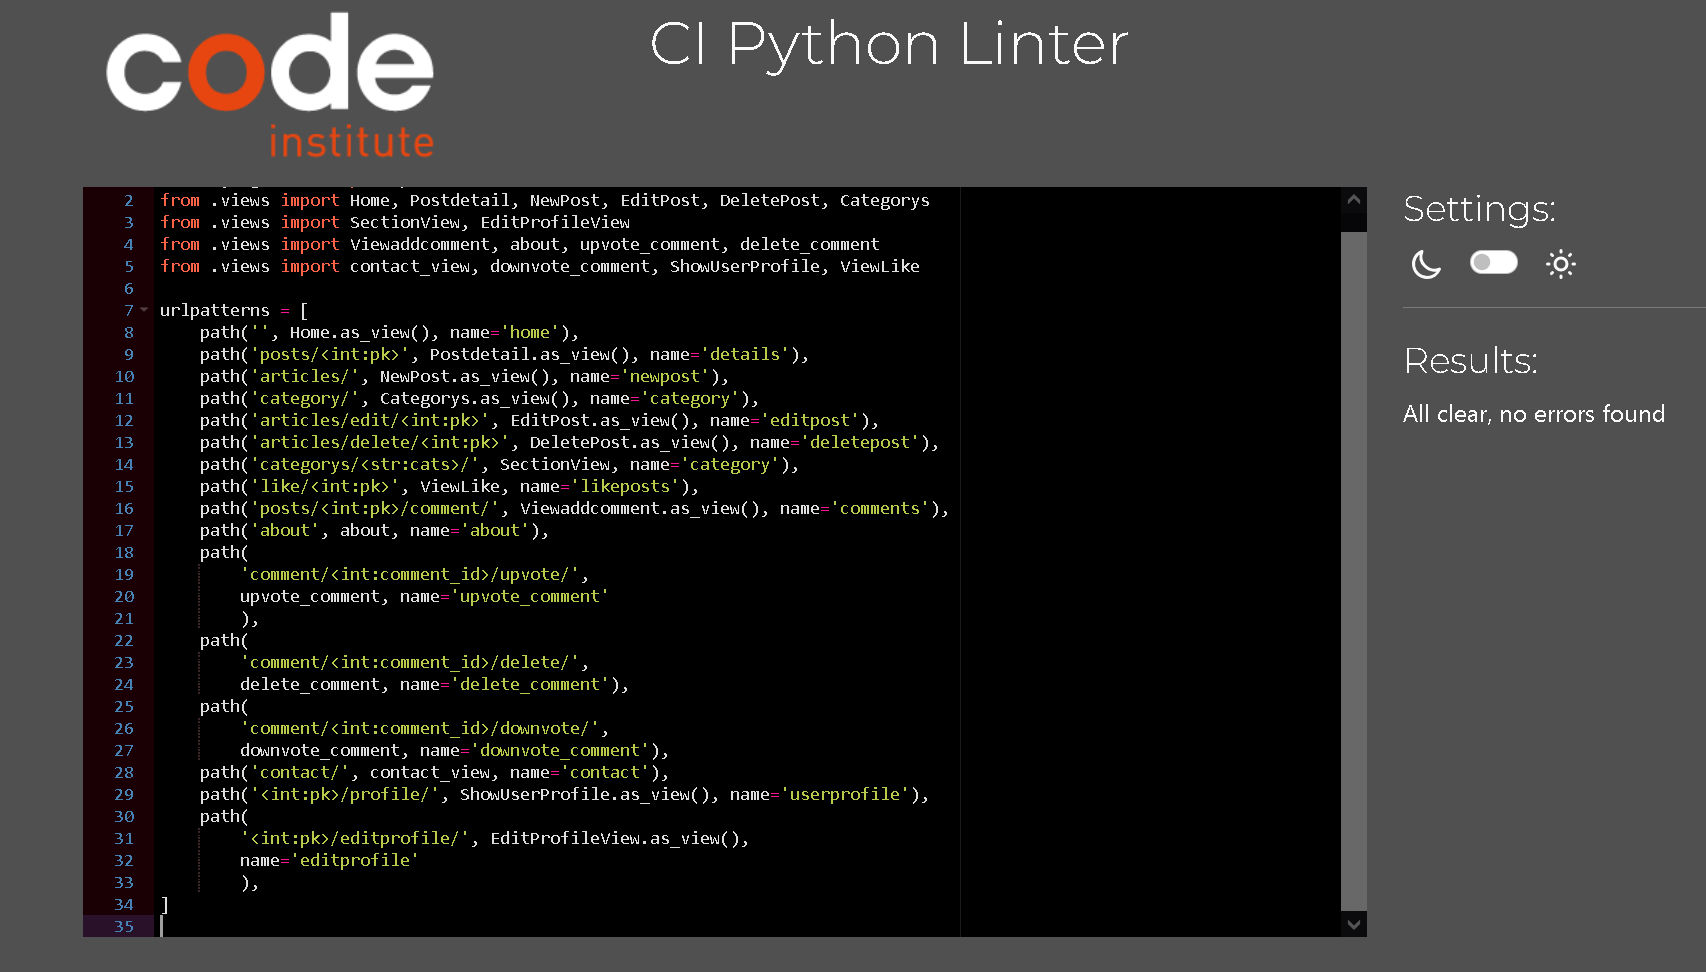 code
institute
CI Python Linter
2 from .views import Home, Postdetail, NewPost, EditPost, DeletePost, Categorys
3 from .views import SectionView, EditProfileView
4 from .views import Viewaddcomment, about, upvote_comment, delete_comment
5 from .views import contact_view, downvote_comment, ShowUserProfile, ViewLike
6
7 urlpatterns = [
8 path('', Home.as_view(), name='home'),
9 path('posts/<int:pk>', Postdetail.as_view(), name='details'),
10 path('articles/', NewPost.as_view(), name='newpost'),
11 path('category/', Categorys.as_view(), name='category'),
12 path('articles/edit/<int:pk>', EditPost.as_view(), name='editpost'),
13 path('articles/delete/<int:pk>', DeletePost.as_view(), name='deletepost'),
14 path('categorys/<str:cats>/', SectionView, name='category'),
15 path('like/<int:pk>', ViewLike, name='likeposts'),
16 path('posts/<int:pk>/comment/', Viewaddcomment.as_view(), name='comments'),
17 path('about', about, name='about'),
18 path(
19 'comment/<int:comment_id>/upvote/',
20 upvote_comment, name='upvote_comment'
21 ),
22 path(
23 'comment/<int:comment_id>/delete/',
24 delete_comment, name='delete_comment'),
25 path(
26 'comment/<int:comment_id>/downvote/',
27 downvote_comment, name='downvote_comment'),
28 path('contact/', contact_view, name='contact'),
29 path('<int:pk>/profile/', ShowUserProfile.as_view(), name='userprofile'),
30 path(
31 '<int:pk>/editprofile/', EditProfileView.as_view(),
32 name='editprofile'
33 ),
34 ]
35
Settings:
Results:
All clear, no errors found